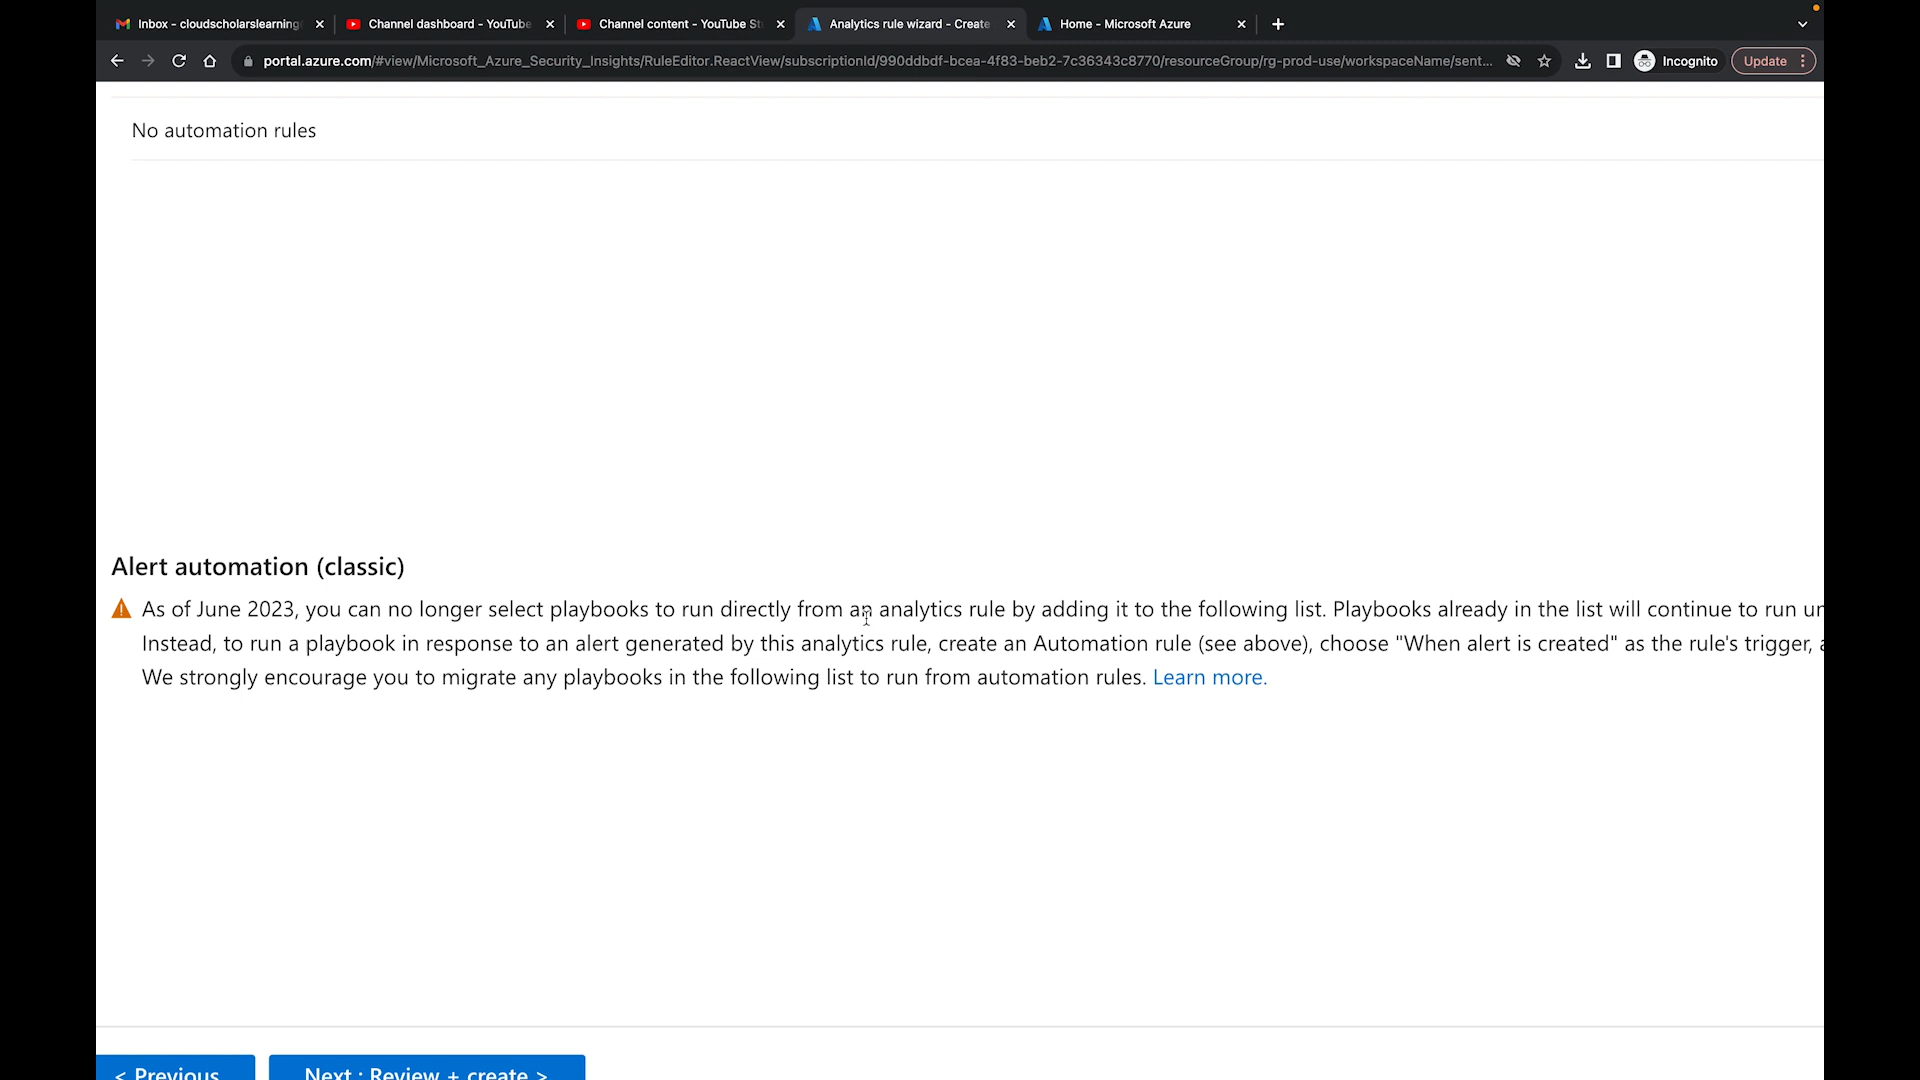 Inbox - cloudscholarslearning
Channel dashboard - YouTube
Channel content - YouTube St
Analytics rule wizard - Create
Home - Microsoft Azure
portal.azure.com/#view/Microsoft_Azure_Security_Insights/RuleEditor.ReactView/subscriptionId/990ddbdf-bcea-4f83-beb2-7c36343c8770/resourceGroup/rg-prod-use/workspaceName/sent...
Incognito
Update
No automation rules
Alert automation (classic)
As of June 2023, you can no longer select playbooks to run directly from an analytics rule by adding it to the following list. Playbooks already in the list will continue to run un
Instead, to run a playbook in response to an alert generated by this analytics rule, create an Automation rule (see above), choose "When alert is created" as the rule's trigger, a
We strongly encourage you to migrate any playbooks in the following list to run from automation rules. Learn more.
< Previous
Next : Review + create >